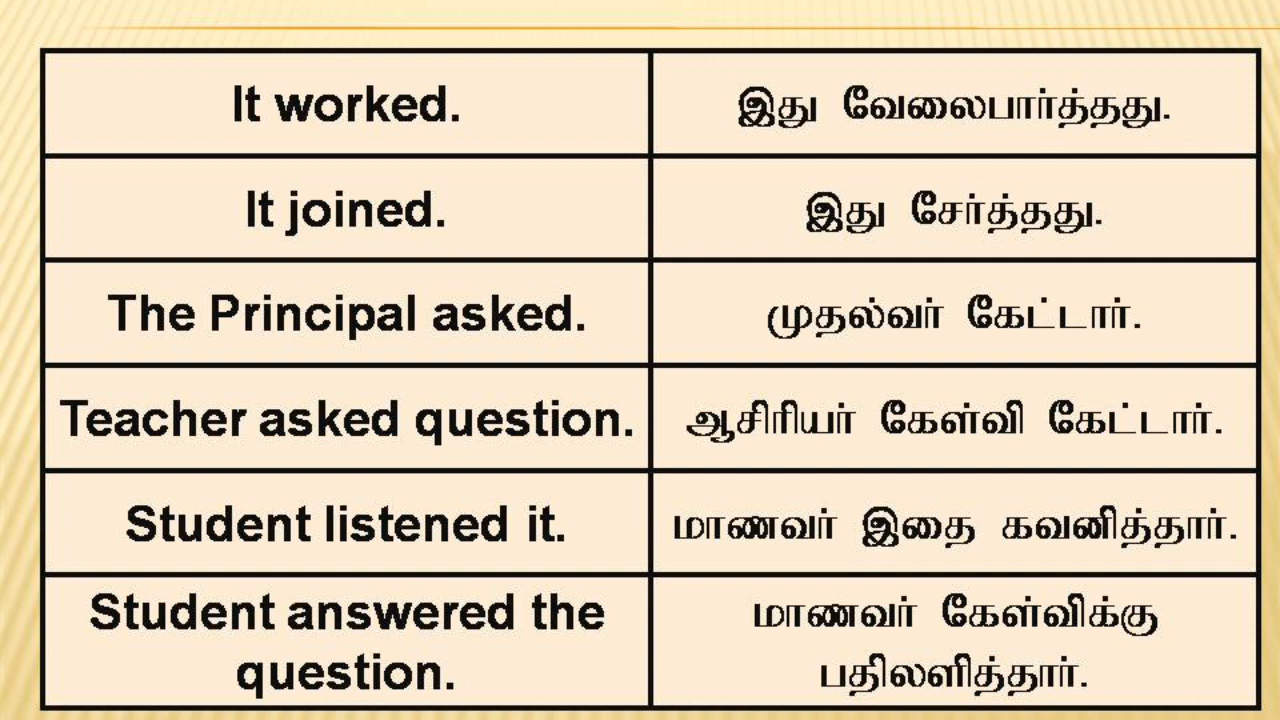 It worked. இது வேலைபார்த்தது.
It joined. இது சேர்த்தது.
The Principal asked. முதல்வர் கேட்டார்.
Teacher asked question. ஆசிரியர் கேள்வி கேட்டார்.
Student listened it. மாணவர் இதை கவனித்தார்.
Student answered the
question.
மாணவர் கேள்விக்கு
பதிலளித்தார்.